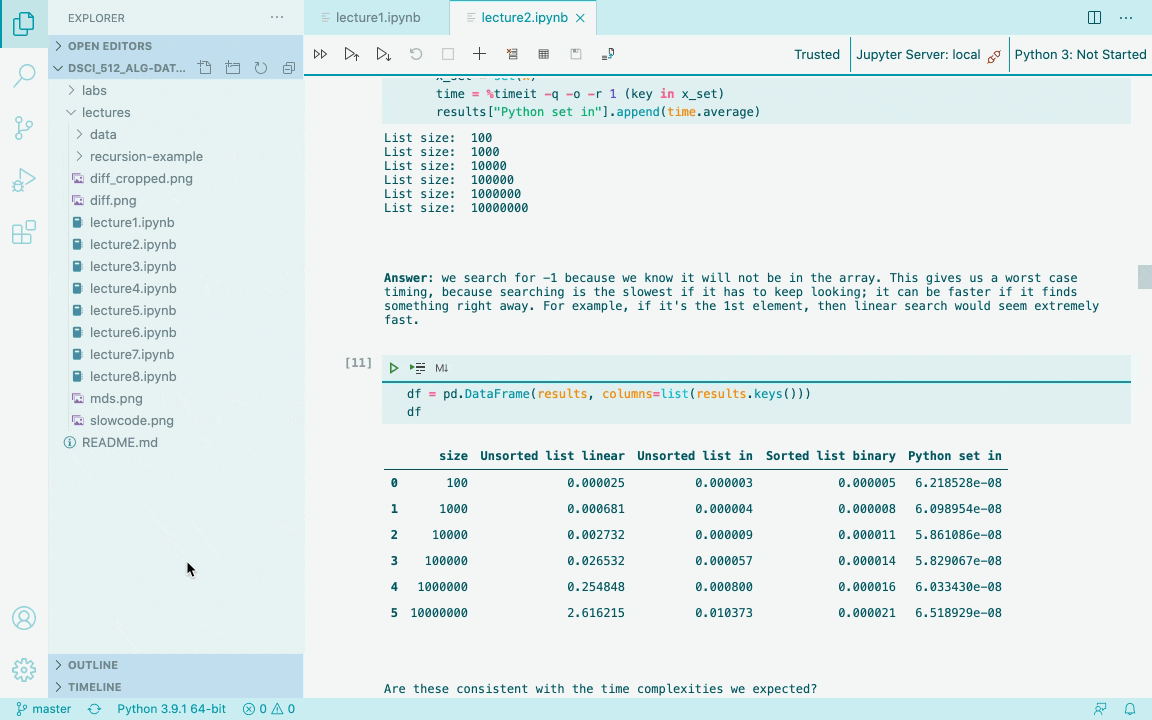 EXPLORER
lecture1.ipynb
lecture2.ipynb
OPEN EDITORS
DSCI_512_ALG-DAT...
Trusted
Jupyter Server: local
Python 3: Not Started
labs
lectures
data
recursion-example
diff_cropped.png
diff.png
lecture1.ipynb
lecture2.ipynb
lecture3.ipynb
lecture4.ipynb
lecture5.ipynb
lecture6.ipynb
lecture7.ipynb
lecture8.ipynb
mds.png
slowcode.png
README.md
OUTLINE
TIMELINE
x_set = set(x)
time = %timeit -q -o -r 1 (key in x_set)
results["Python set in"].append(time.average)
List size: 100
List size: 1000
List size: 10000
List size: 100000
List size: 1000000
List size: 10000000
Answer: we search for -1 because we know it will not be in the array. This gives us a worst case
timing, because searching is the slowest if it has to keep looking; it can be faster if it finds
something right away. For example, if it's the 1st element, then linear search would seem extremely
fast.
[11]
M↓
df = pd.DataFrame(results, columns=list(results.keys()))
df
size Unsorted list linear Unsorted list in Sorted list binary Python set in
0 100 0.000025 0.000003 0.000005 6.218528e-08
1 1000 0.000681 0.000004 0.000008 6.098954e-08
2 10000 0.002732 0.000009 0.000011 5.861086e-08
3 100000 0.026532 0.000057 0.000014 5.829067e-08
4 1000000 0.254848 0.000800 0.000016 6.033430e-08
5 10000000 2.616215 0.010373 0.000021 6.518929e-08
Are these consistent with the time complexities we expected?
master
Python 3.9.1 64-bit
0
0